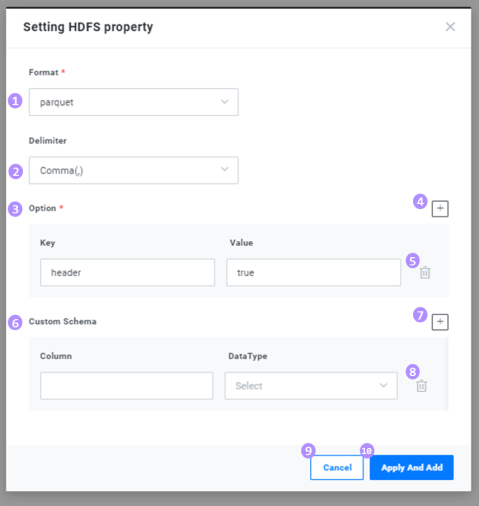 Setting HDFS property
Format *
1 parquet
Delimiter
2 Comma(,)
3 Option * 4 +
Key Value
header true 5
6 Custom Schema 7 +
Column DataType
Select 8
9 10
Cancel Apply And Add